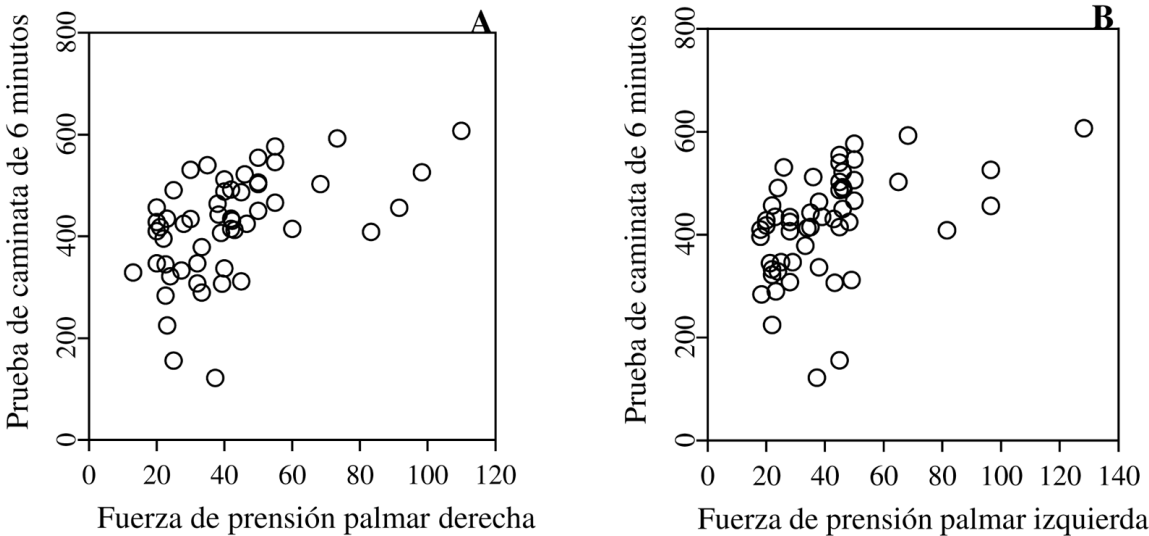 A
Prueba de caminata de 6 minutos
800
600
400
200
0
0 20 40 60 80 100 120
Fuerza de prensión palmar derecha
B
Prueba de caminata de 6 minutos
800
600
400
200
0
0 20 40 60 80 100 120 140
Fuerza de prensión palmar izquierda